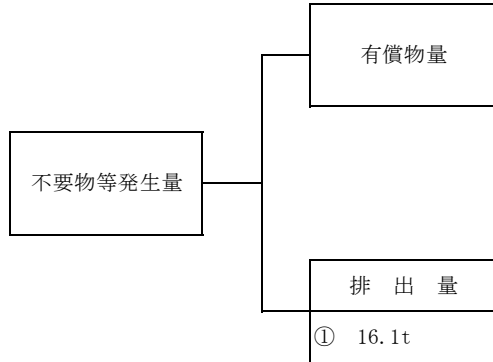 有償物量
不要物等発生量
排　出　量
①　16.1t